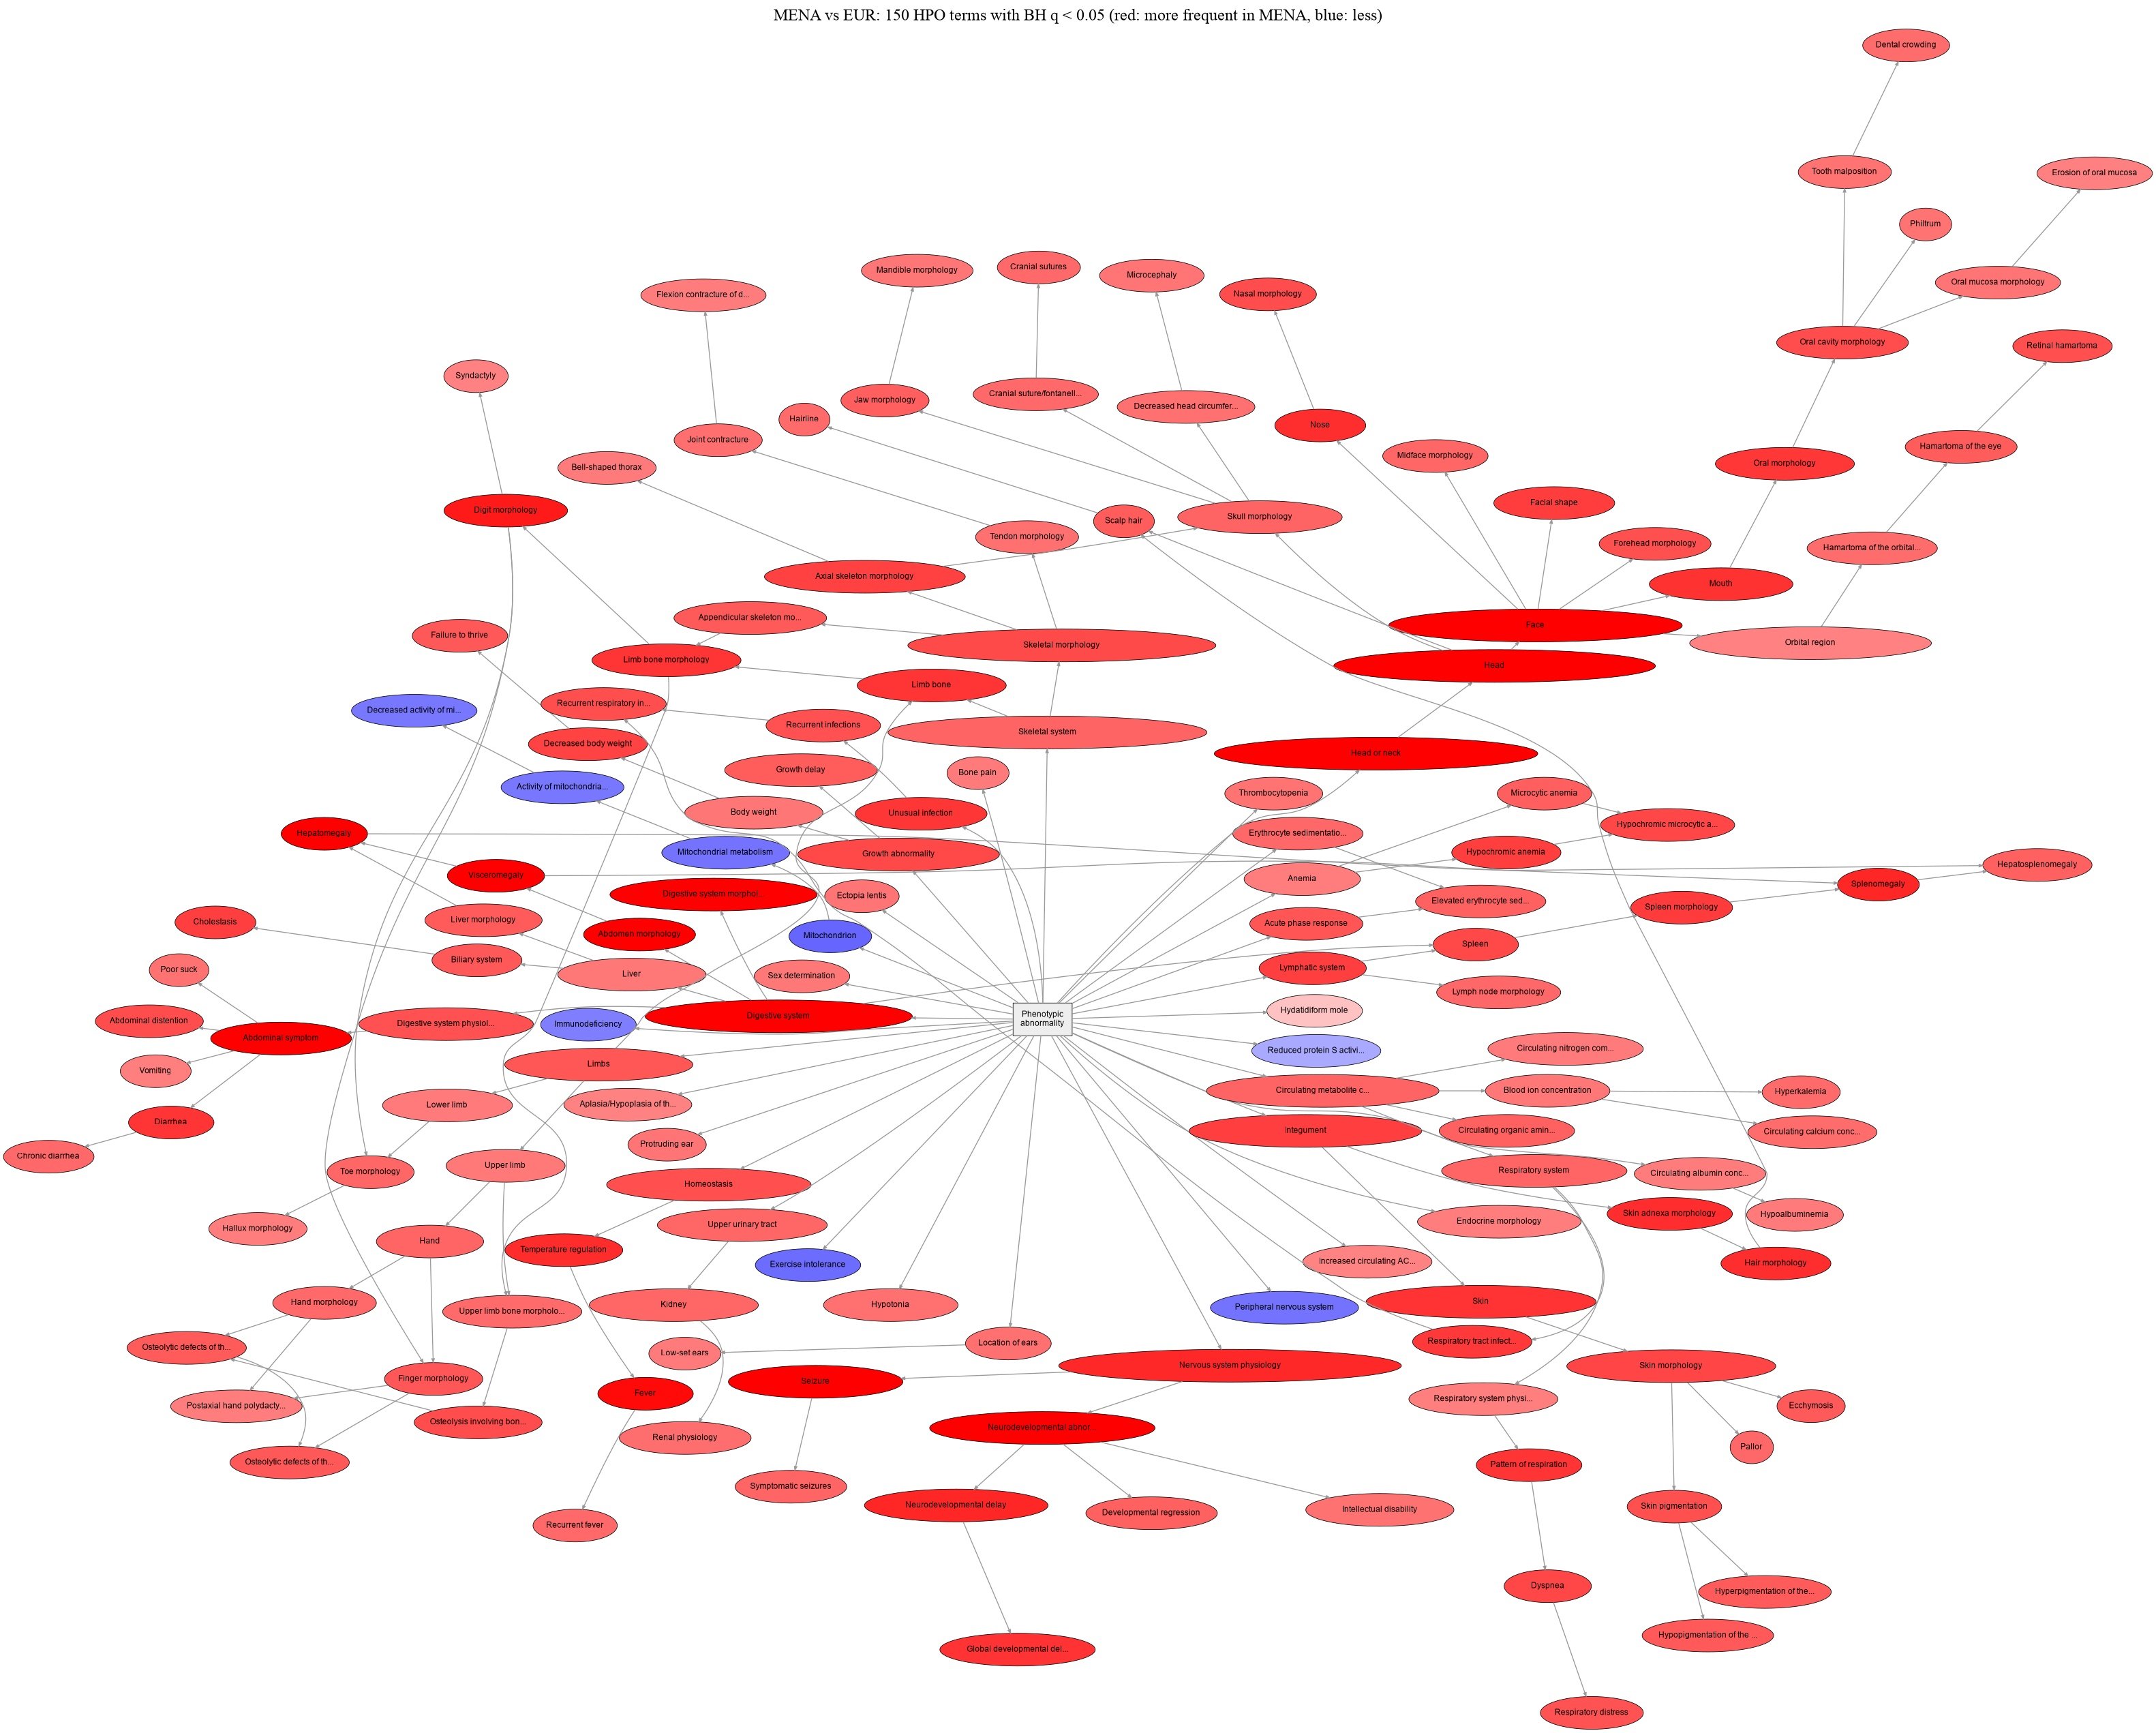 MENA vs EUR: 150 HPO terms with BH q < 0.05 (red: more frequent in MENA, blue: less)
Dental crowding
Tooth malposition
Erosion of oral mucosa
Philtrum
Mandible morphology
Cranial sutures
Microcephaly
Oral mucosa morphology
Flexion contracture of d...
Nasal morphology
Oral cavity morphology
Retinal hamartoma
Syndactyly
Cranial suture/fontanell...
Jaw morphology
Decreased head circumfer...
Hairline
Nose
Joint contracture
Hamartoma of the eye
Midface morphology
Oral morphology
Bell-shaped thorax
Facial shape
Digit morphology
Skull morphology
Scalp hair
Tendon morphology
Forehead morphology
Hamartoma of the orbital...
Axial skeleton morphology
Mouth
Appendicular skeleton mo...
Face
Failure to thrive
Skeletal morphology
Orbital region
Limb bone morphology
Head
Limb bone
Recurrent respiratory in...
Decreased activity of mi...
Recurrent infections
Skeletal system
Decreased body weight
Head or neck
Growth delay
Bone pain
Activity of mitochondria...
Thrombocytopenia
Microcytic anemia
Body weight
Unusual infection
Hypochromic microcytic a...
Hepatomegaly
Erythrocyte sedimentatio...
Mitochondrial metabolism
Growth abnormality
Hypochromic anemia
Hepatosplenomegaly
Visceromegaly
Anemia
Splenomegaly
Digestive system morphol...
Ectopia lentis
Elevated erythrocyte sed...
Spleen morphology
Cholestasis
Liver morphology
Acute phase response
Abdomen morphology
Mitochondrion
Spleen
Biliary system
Lymphatic system
Poor suck
Liver
Sex determination
Lymph node morphology
Hydatidiform mole
Phenotypic
abnormality
Abdominal distention
Digestive system physiol...
Immunodeficiency
Digestive system
Abdominal symptom
Reduced protein S activi...
Circulating nitrogen com...
Limbs
Vomiting
Circulating metabolite c...
Blood ion concentration
Hyperkalemia
Lower limb
Aplasia/Hypoplasia of th...
Diarrhea
Integument
Circulating organic amin...
Circulating calcium conc...
Protruding ear
Chronic diarrhea
Upper limb
Toe morphology
Respiratory system
Circulating albumin conc...
Homeostasis
Skin adnexa morphology
Hypoalbuminemia
Hallux morphology
Upper urinary tract
Endocrine morphology
Hand
Temperature regulation
Exercise intolerance
Increased circulating AC...
Hair morphology
Hand morphology
Upper limb bone morpholo...
Kidney
Hypotonia
Peripheral nervous system
Skin
Osteolytic defects of th...
Low-set ears
Location of ears
Respiratory tract infect...
Finger morphology
Seizure
Nervous system physiology
Skin morphology
Fever
Postaxial hand polydacty...
Respiratory system physi...
Ecchymosis
Osteolysis involving bon...
Renal physiology
Neurodevelopmental abnor...
Pallor
Osteolytic defects of th...
Pattern of respiration
Symptomatic seizures
Neurodevelopmental delay
Developmental regression
Intellectual disability
Skin pigmentation
Recurrent fever
Dyspnea
Hyperpigmentation of the...
Hypopigmentation of the ...
Global developmental del...
Respiratory distress